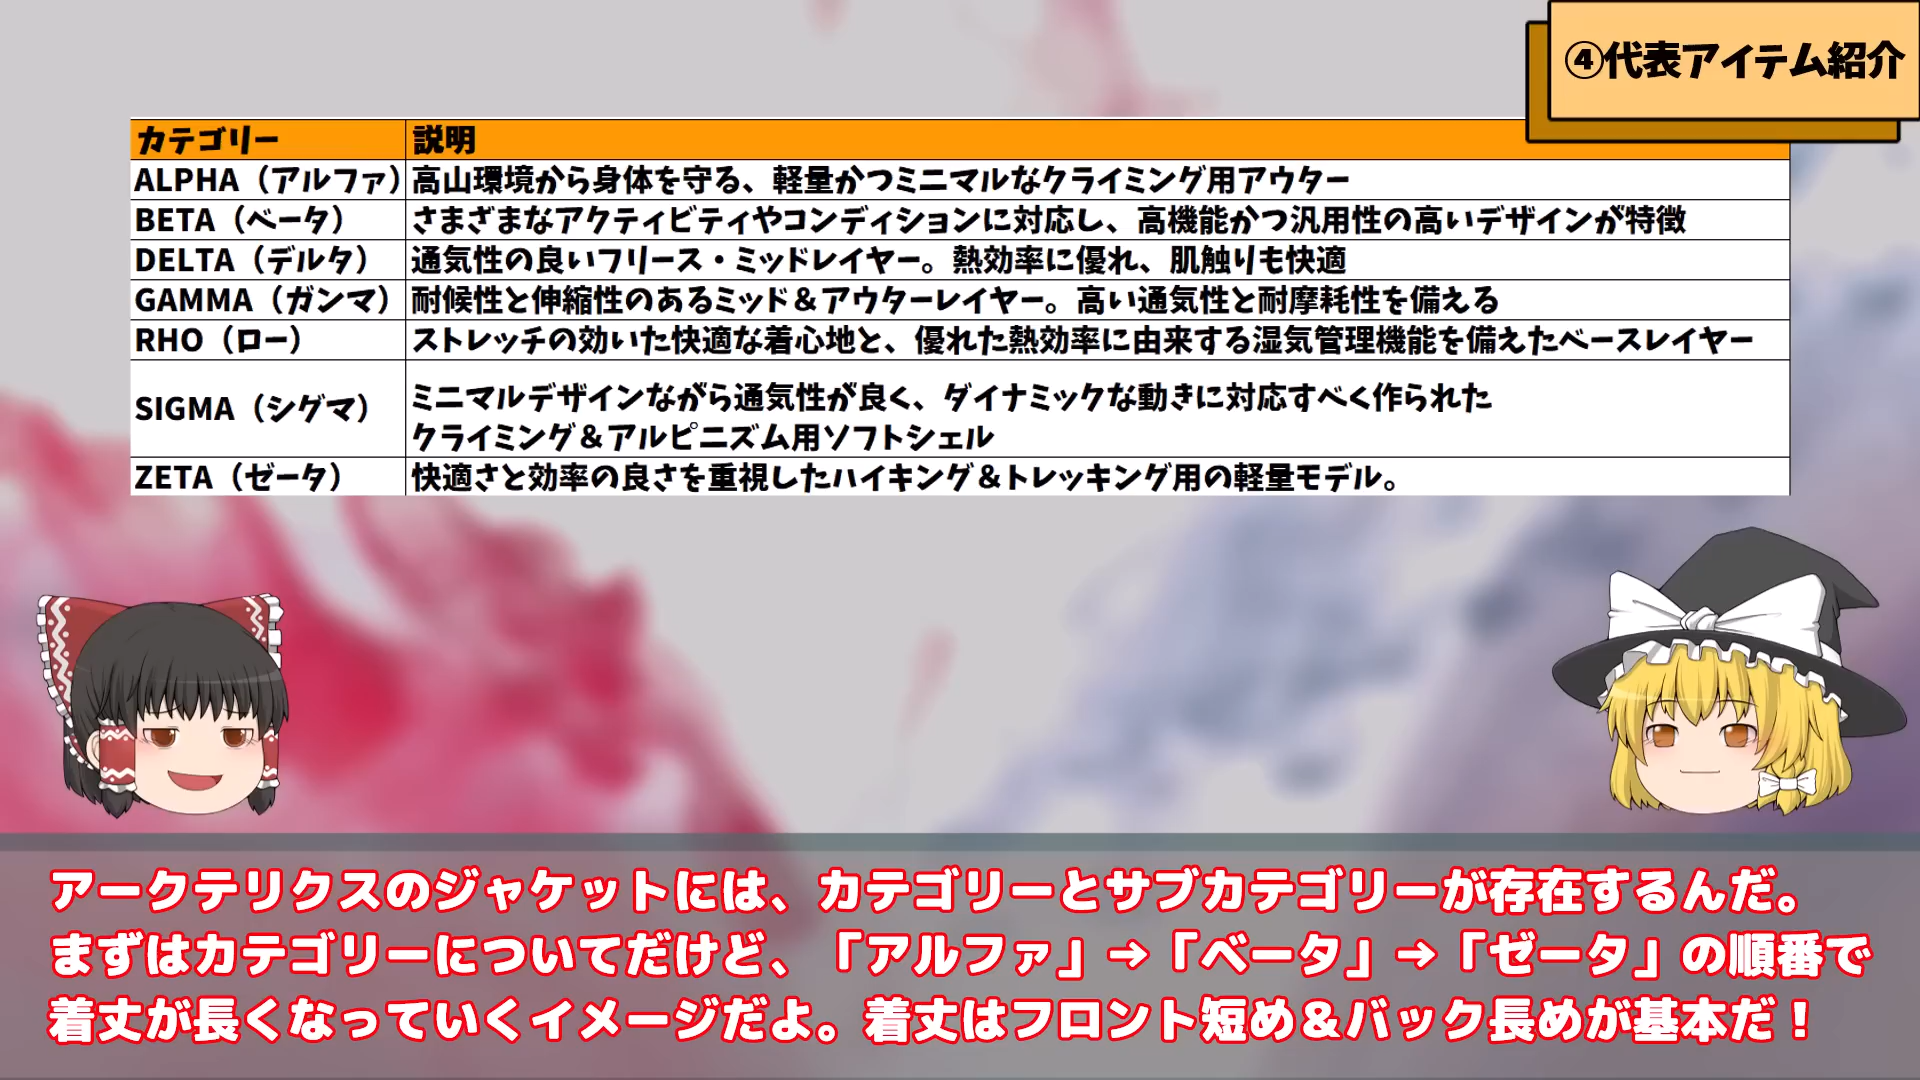 ④代表アイテム紹介
カテゴリー 説明
ALPHA（アルファ） 高山環境から身体を守る、軽量かつミニマルなクライミング用アウター
BETA（ベータ） さまざまなアクティビティやコンディションに対応し、高機能かつ汎用性の高いデザインが特徴
DELTA（デルタ） 通気性の良いフリース・ミッドレイヤー。熱効率に優れ、肌触りも快適
GAMMA（ガンマ） 耐候性と伸縮性のあるミッド＆アウターレイヤー。高い通気性と耐摩耗性を備える
RHO（ロー） ストレッチの効いた快適な着心地と、優れた熱効率に由来する湿気管理機能を備えたベースレイヤー
SIGMA（シグマ） ミニマルデザインながら通気性が良く、ダイナミックな動きに対応すべく作られた
クライミング＆アルピニズム用ソフトシェル
ZETA（ゼータ） 快適さと効率の良さを重視したハイキング＆トレッキング用の軽量モデル。
アークテリクスのジャケットには、カテゴリーとサブカテゴリーが存在するんだ。
まずはカテゴリーについてだけど、「アルファ」→「ベータ」→「ゼータ」の順番で
着丈が長くなっていくイメージだよ。着丈はフロント短め＆バック長めが基本だ！